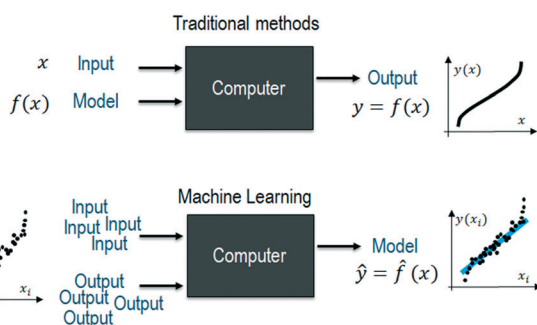 Traditional methods
x Input
f(x) Model
Computer
Output
y = f(x)
y(x)
x
Machine Learning
Input
Input Input
Input
Output
Output Output
Output
Computer
Model
ŷ = f̂ (x)
y(xᵢ)
xᵢ
xᵢ